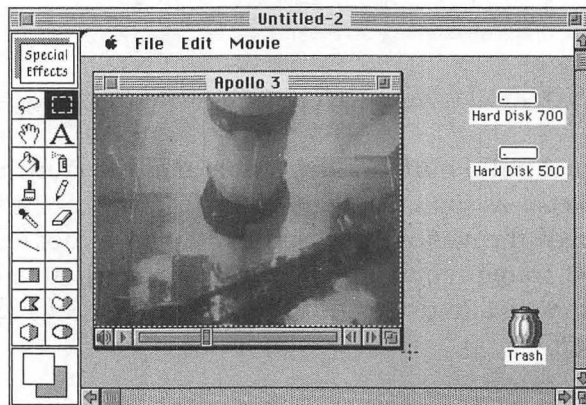 Untitled-2
Special
Effects
File Edit Movie
Apollo 3
A
Hard Disk 700
Hard Disk 500
Trash